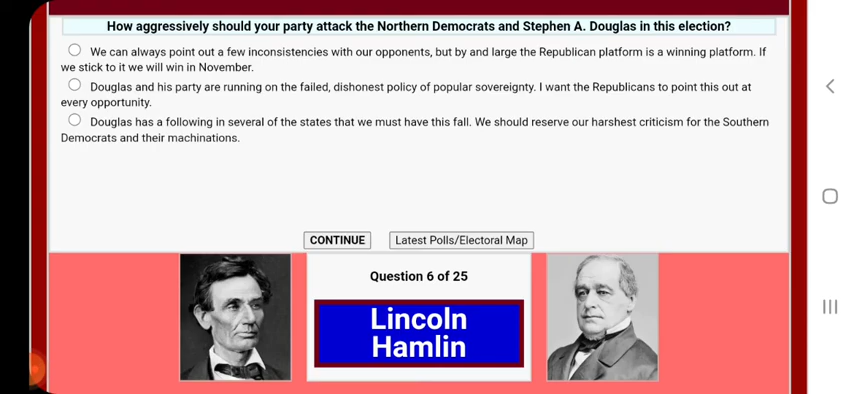 How aggressively should your party attack the Northern Democrats and Stephen A. Douglas in this election?
We can always point out a few inconsistencies with our opponents, but by and large the Republican platform is a winning platform. If
we stick to it we will win in November.
Douglas and his party are running on the failed, dishonest policy of popular sovereignty. I want the Republicans to point this out at
every opportunity.
Douglas has a following in several of the states that we must have this fall. We should reserve our harshest criticism for the Southern
Democrats and their machinations.
CONTINUE Latest Polls/Electoral Map
Question 6 of 25
Lincoln
Hamlin